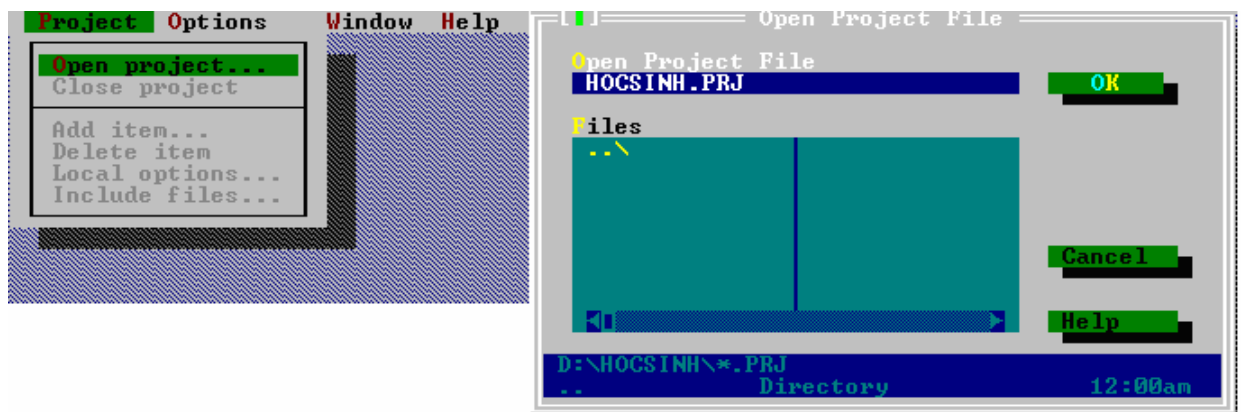 Project Options Window Help
Open project...
Close project
Add item...
Delete item
Local options...
Include files...
[ ] Open Project File
Open Project File
HOCSINH.PRJ
OK
Files
..\
Cancel
Help
D:\HOCSINH\*.PRJ
.. Directory 12:00am